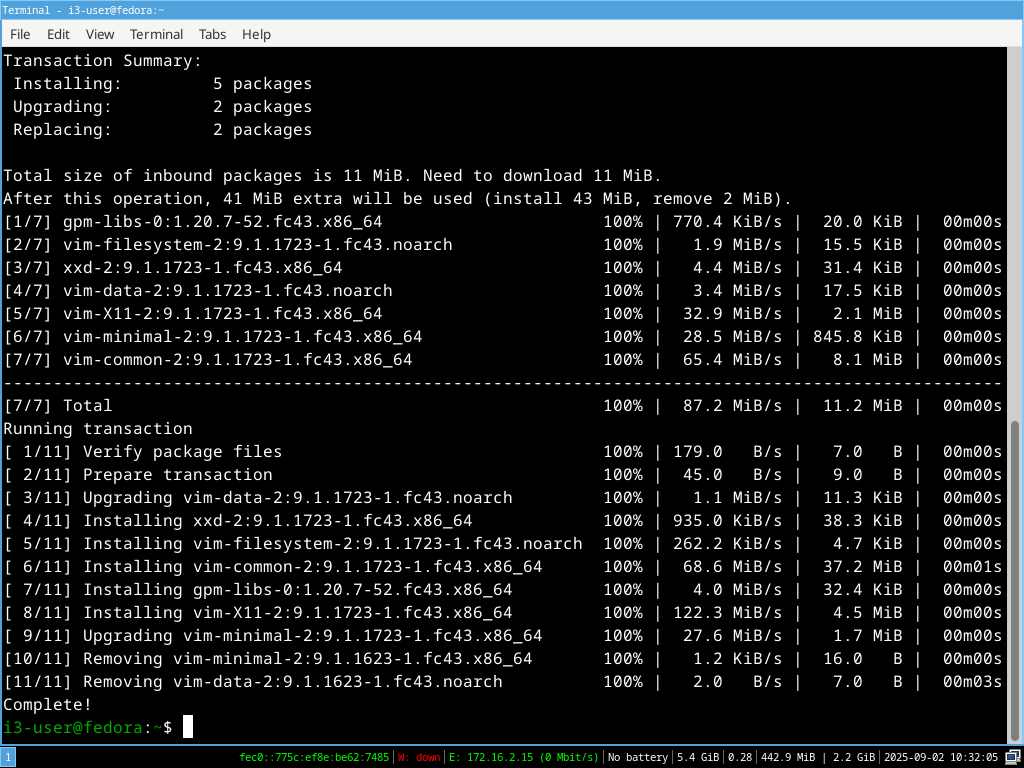 Terminal - i3-user@fedora:~
File Edit View Terminal Tabs Help
Transaction Summary:
Installing: 5 packages
Upgrading: 2 packages
Replacing: 2 packages
Total size of inbound packages is 11 MiB. Need to download 11 MiB.
After this operation, 41 MiB extra will be used (install 43 MiB, remove 2 MiB).
[1/7] gpm-libs-0:1.20.7-52.fc43.x86_64 100% | 770.4 KiB/s | 20.0 KiB | 00m00s
[2/7] vim-filesystem-2:9.1.1723-1.fc43.noarch 100% | 1.9 MiB/s | 15.5 KiB | 00m00s
[3/7] xxd-2:9.1.1723-1.fc43.x86_64 100% | 4.4 MiB/s | 31.4 KiB | 00m00s
[4/7] vim-data-2:9.1.1723-1.fc43.noarch 100% | 3.4 MiB/s | 17.5 KiB | 00m00s
[5/7] vim-X11-2:9.1.1723-1.fc43.x86_64 100% | 32.9 MiB/s | 2.1 MiB | 00m00s
[6/7] vim-minimal-2:9.1.1723-1.fc43.x86_64 100% | 28.5 MiB/s | 845.8 KiB | 00m00s
[7/7] vim-common-2:9.1.1723-1.fc43.x86_64 100% | 65.4 MiB/s | 8.1 MiB | 00m00s
----------------------------------------------------------------------------------------------------
[7/7] Total 100% | 87.2 MiB/s | 11.2 MiB | 00m00s
Running transaction
[ 1/11] Verify package files 100% | 179.0 B/s | 7.0 B | 00m00s
[ 2/11] Prepare transaction 100% | 45.0 B/s | 9.0 B | 00m00s
[ 3/11] Upgrading vim-data-2:9.1.1723-1.fc43.noarch 100% | 1.1 MiB/s | 11.3 KiB | 00m00s
[ 4/11] Installing xxd-2:9.1.1723-1.fc43.x86_64 100% | 935.0 KiB/s | 38.3 KiB | 00m00s
[ 5/11] Installing vim-filesystem-2:9.1.1723-1.fc43.noarch 100% | 262.2 KiB/s | 4.7 KiB | 00m00s
[ 6/11] Installing vim-common-2:9.1.1723-1.fc43.x86_64 100% | 68.6 MiB/s | 37.2 MiB | 00m01s
[ 7/11] Installing gpm-libs-0:1.20.7-52.fc43.x86_64 100% | 4.0 MiB/s | 32.4 KiB | 00m00s
[ 8/11] Installing vim-X11-2:9.1.1723-1.fc43.x86_64 100% | 122.3 MiB/s | 4.5 MiB | 00m00s
[ 9/11] Upgrading vim-minimal-2:9.1.1723-1.fc43.x86_64 100% | 27.6 MiB/s | 1.7 MiB | 00m00s
[10/11] Removing vim-minimal-2:9.1.1623-1.fc43.x86_64 100% | 1.2 KiB/s | 16.0 B | 00m00s
[11/11] Removing vim-data-2:9.1.1623-1.fc43.noarch 100% | 2.0 B/s | 7.0 B | 00m03s
Complete!
i3-user@fedora:~$
1 fec0::775c:ef8e:be62:7485 | W: down | E: 172.16.2.15 (0 Mbit/s) | No battery | 5.4 GiB | 0.28 | 442.9 MiB | 2.2 GiB | 2025-09-02 10:32:05